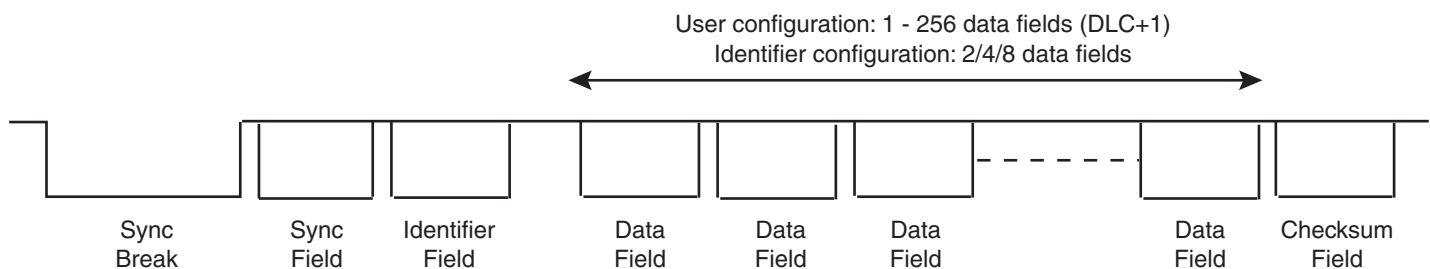 User configuration: 1 - 256 data fields (DLC+1)
Identifier configuration: 2/4/8 data fields
Sync
Break
Sync
Field
Identifier
Field
Data
Field
Data
Field
Data
Field
Data
Field
Checksum
Field